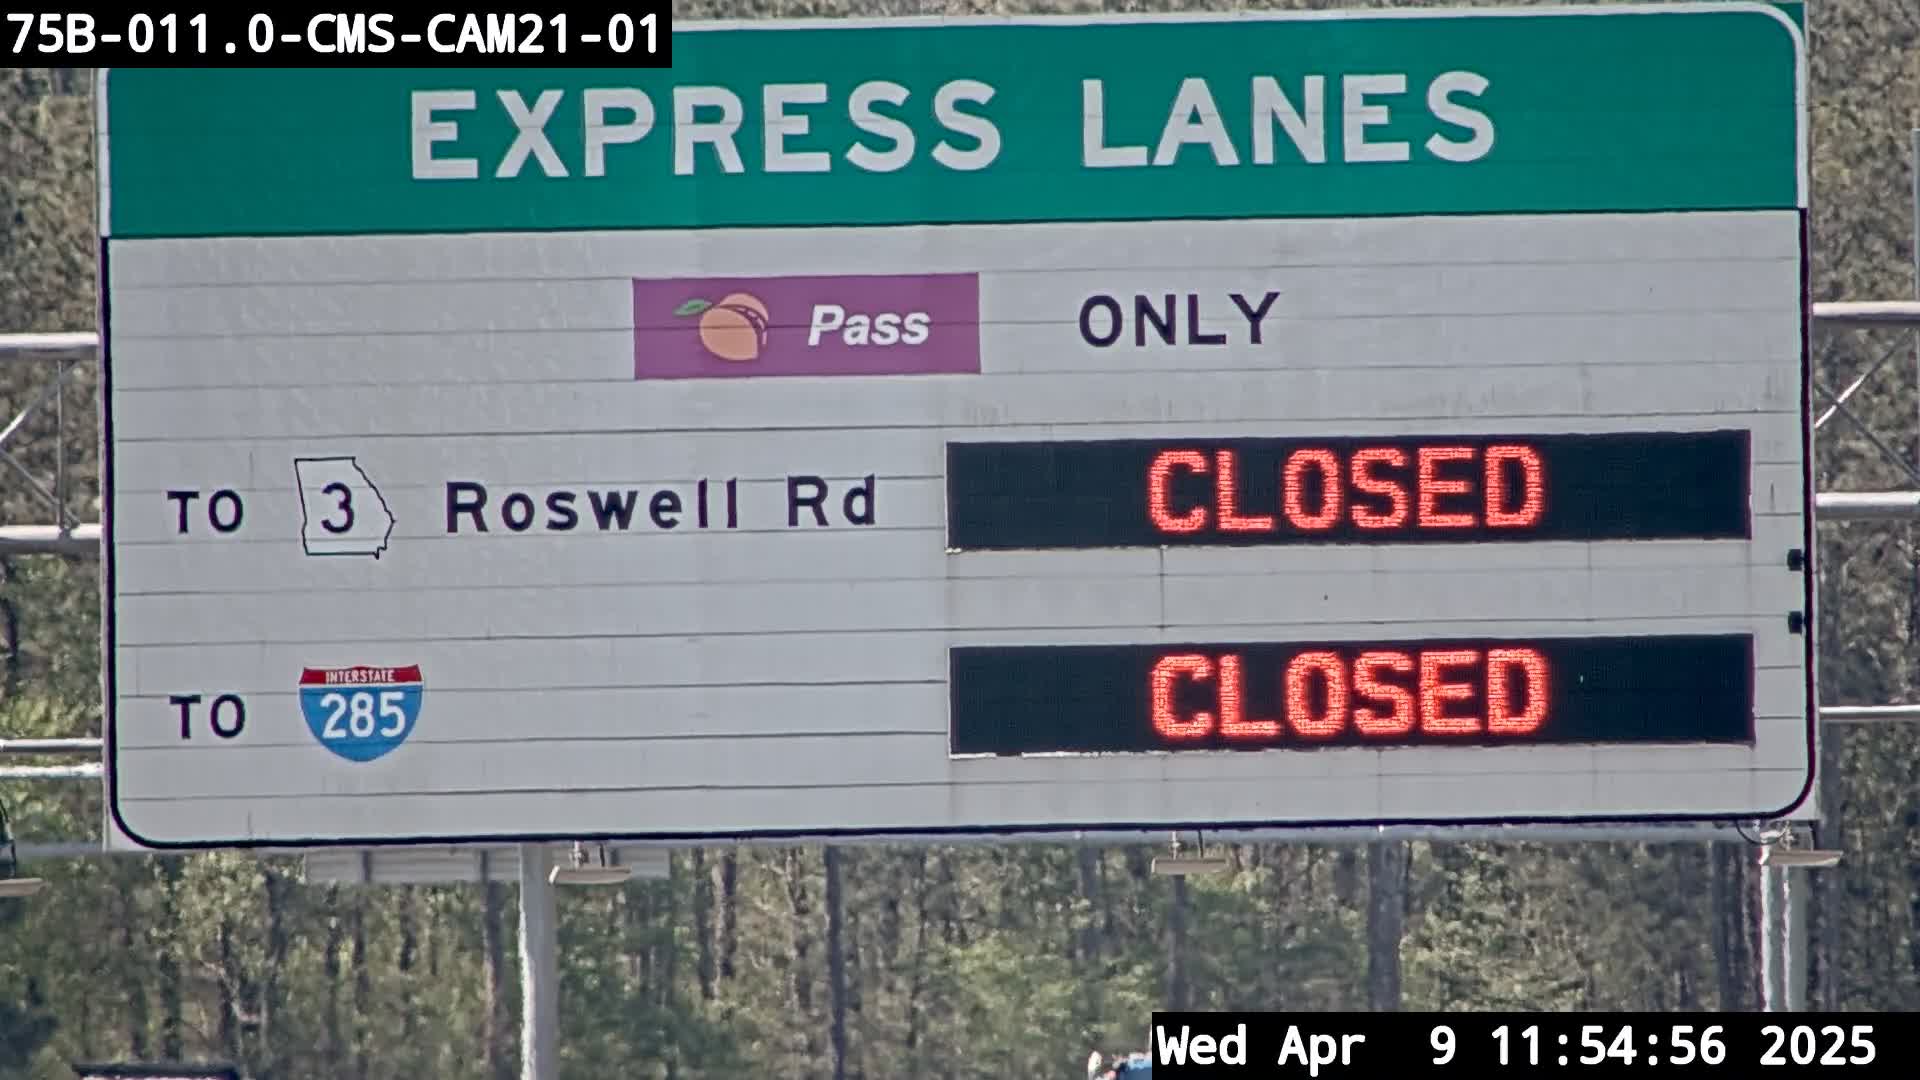 75B-011.0-CMS-CAM21-01
EXPRESS LANES
Pass ONLY
TO 3 Roswell Rd CLOSED
INTERSTATE
TO 285 CLOSED
Wed Apr 9 11:54:56 2025